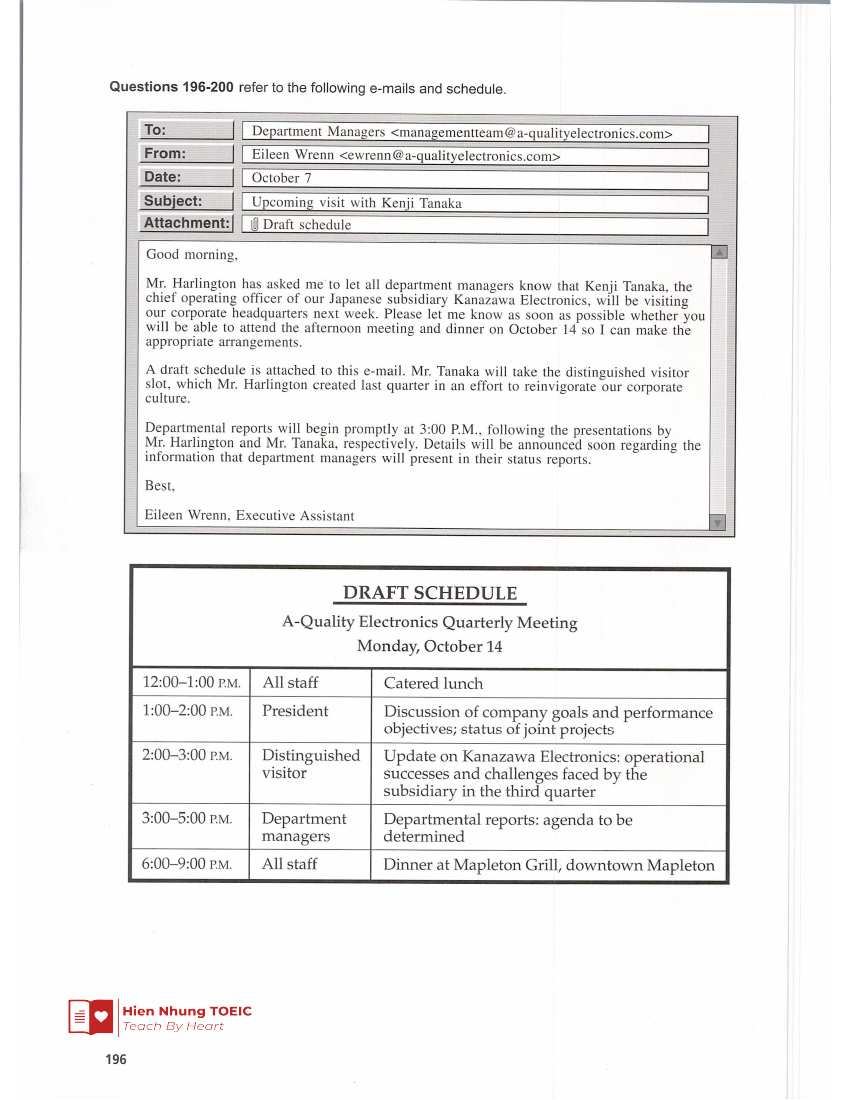 Questions 196-200 refer to the following e-mails and schedule.
To: Department Managers <managementteam@a-qualityelectronics.com>
From: Eileen Wrenn <ewrenn@a-qualityelectronics.com>
Date: October 7
Subject: Upcoming visit with Kenji Tanaka
Attachment: Draft schedule
Good morning,
Mr. Harlington has asked me to let all department managers know that Kenji Tanaka, the
chief operating officer of our Japanese subsidiary Kanazawa Electronics, will be visiting
our corporate headquarters next week. Please let me know as soon as possible whether you
will be able to attend the afternoon meeting and dinner on October 14 so I can make the
appropriate arrangements.
A draft schedule is attached to this e-mail. Mr. Tanaka will take the distinguished visitor
slot, which Mr. Harlington created last quarter in an effort to reinvigorate our corporate
culture.
Departmental reports will begin promptly at 3:00 P.M., following the presentations by
Mr. Harlington and Mr. Tanaka, respectively. Details will be announced soon regarding the
information that department managers will present in their status reports.
Best,
Eileen Wrenn, Executive Assistant
DRAFT SCHEDULE
A-Quality Electronics Quarterly Meeting
Monday, October 14
12:00–1:00 P.M. All staff Catered lunch
1:00–2:00 P.M. President Discussion of company goals and performance
objectives; status of joint projects
2:00–3:00 P.M. Distinguished Update on Kanazawa Electronics: operational
visitor successes and challenges faced by the
subsidiary in the third quarter
3:00–5:00 P.M. Department Departmental reports: agenda to be
managers determined
6:00–9:00 P.M. All staff Dinner at Mapleton Grill, downtown Mapleton
Hien Nhung TOEIC
Teach By Heart
196